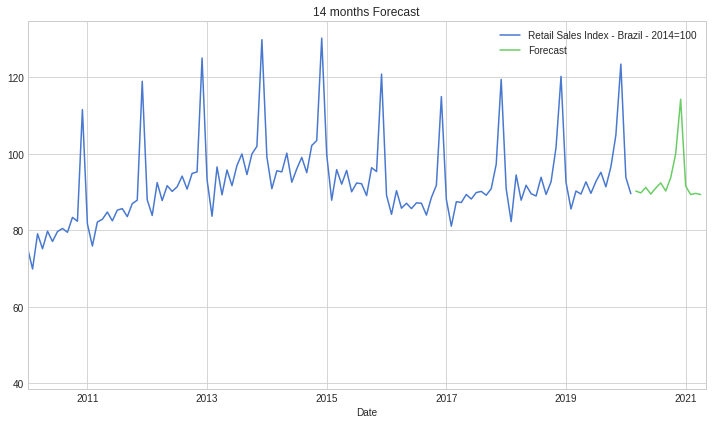 14 months Forecast
Retail Sales Index - Brazil - 2014=100
Forecast
120
100
80
60
40
2011
2013
2015
2017
2019
2021
Date